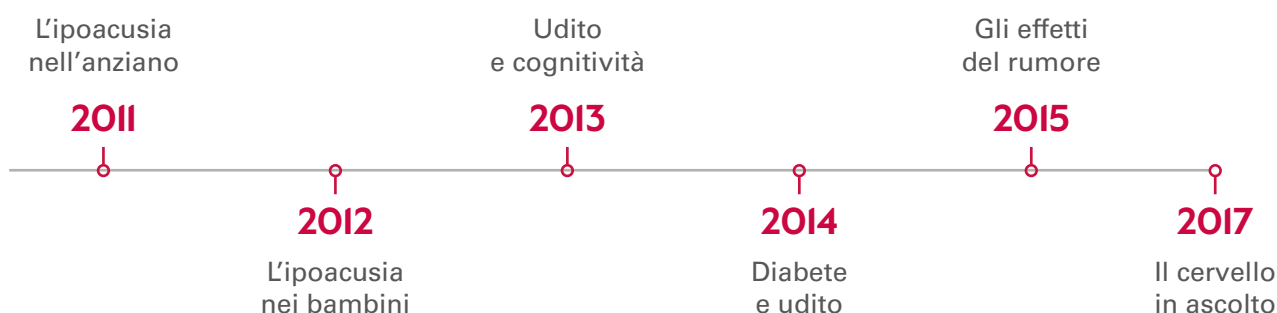 L'ipoacusia
nell'anziano
2011
L'ipoacusia
nei bambini
2012
Udito
e cognitività
2013
Diabete
e udito
2014
Gli effetti
del rumore
2015
Il cervello
in ascolto
2017